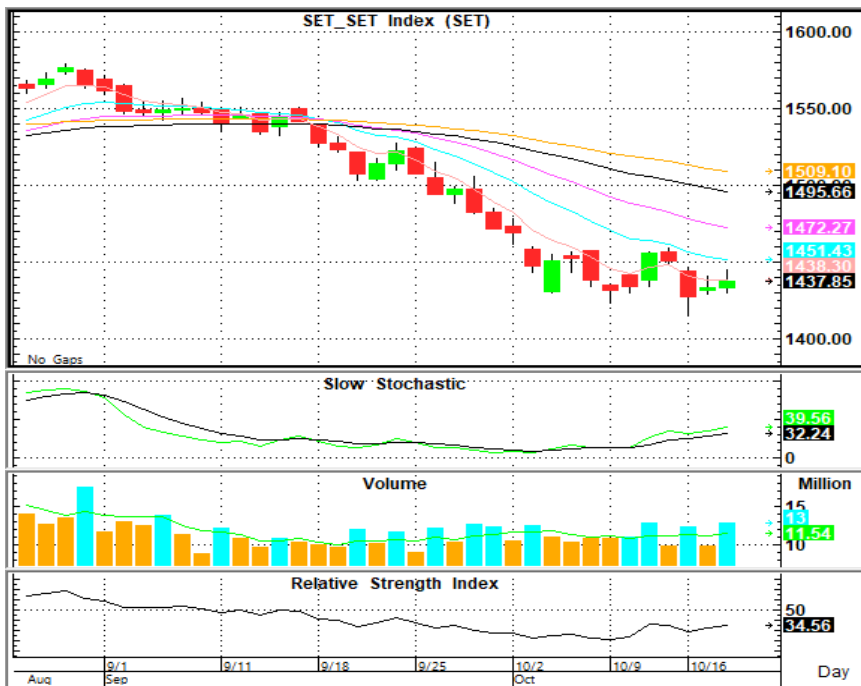 SET_SET Index (SET)
1600.00
1550.00
1509.10
1495.66
1472.27
1451.43
1438.30
1437.85
1400.00
No Gaps
Slow Stochastic
39.56
32.24
0
Volume
Million
15
13
11.54
10
Relative Strength Index
50
34.56
9/1
9/11
9/18
9/25
10/2
10/9
10/16
Aug
Sep
Oct
Day